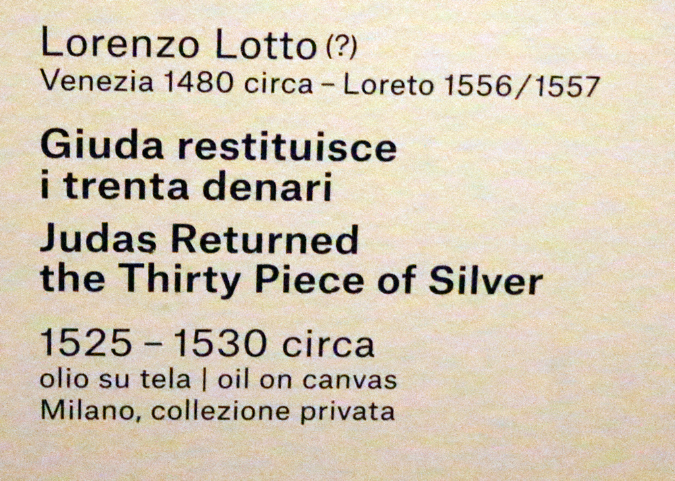 Lorenzo Lotto (?)
Venezia 1480 circa – Loreto 1556/1557
Giuda restituisce
i trenta denari
Judas Returned
the Thirty Piece of Silver
1525 – 1530 circa
olio su tela | oil on canvas
Milano, collezione privata